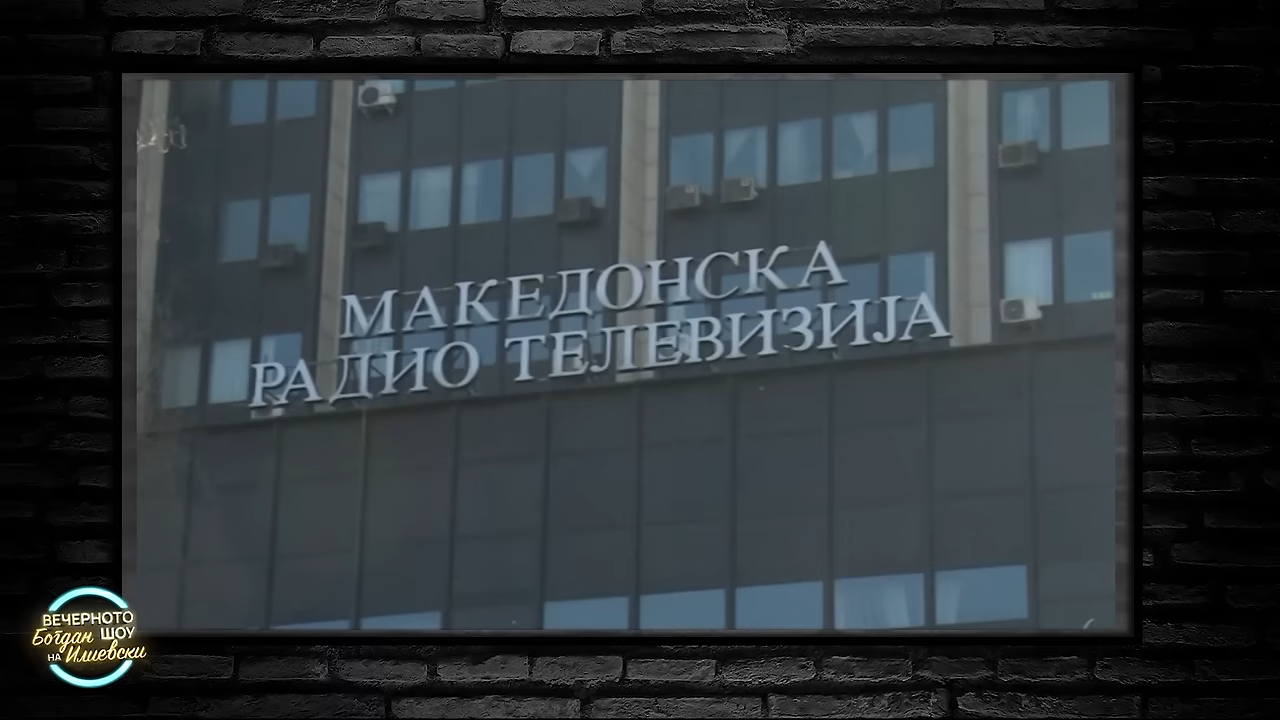 МАКЕДОНСКА
РАДИО ТЕЛЕВИЗИЈА
ВЕЧЕРНОТО
Богдан ШОУ
НА Илиевски